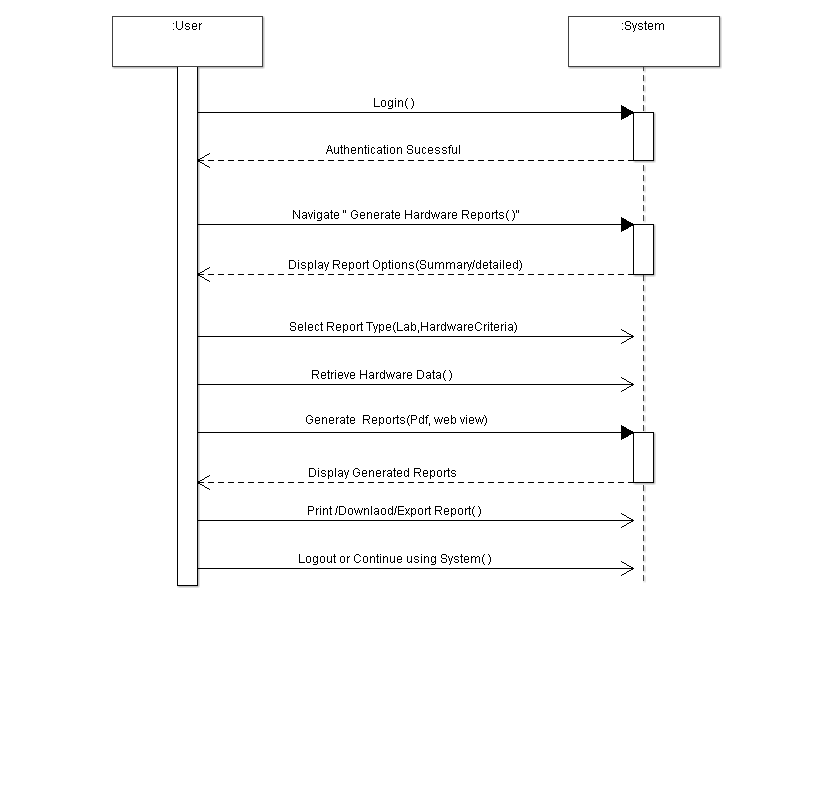 :User
:System
Login()
Authentication Sucessful
Navigate " Generate Hardware Reports()"
Display Report Options(Summary/detailed)
Select Report Type(Lab,HardwareCriteria)
Retrieve Hardware Data()
Generate  Reports(Pdf, web view)
Display Generated Reports
Print /Downlaod/Export Report()
Logout or Continue using System()